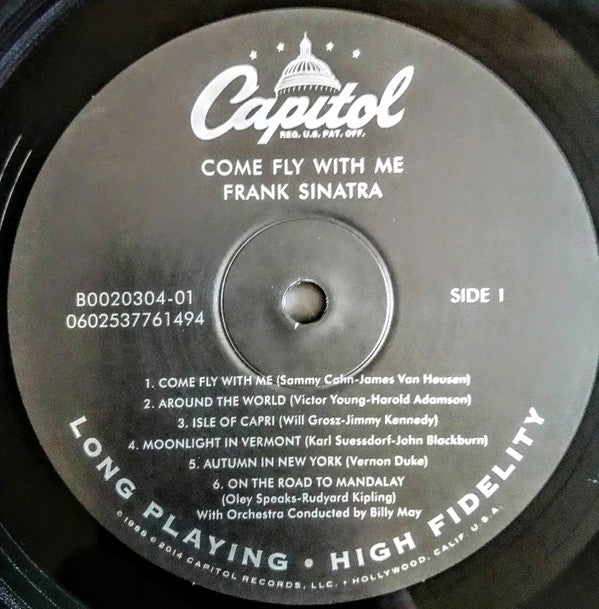 Capitol
REG. U.S. PAT. OFF.
COME FLY WITH ME
FRANK SINATRA
B0020304-01
0602537761494
SIDE 1
1. COME FLY WITH ME (Sammy Cahn-James Van Heusen)
2. AROUND THE WORLD (Victor Young-Harold Adamson)
3. ISLE OF CAPRI (Will Grosz-Jimmy Kennedy)
4. MOONLIGHT IN VERMONT (Karl Suessdorf-John Blackburn)
5. AUTUMN IN NEW YORK (Vernon Duke)
6. ON THE ROAD TO MANDALAY
(Oley Speaks-Rudyard Kipling)
With Orchestra Conducted by Billy May
LONG PLAYING • HIGH FIDELITY
℗ 1998 © 2014 CAPITOL RECORDS, LLC. • HOLLYWOOD, CALIF. U.S.A.